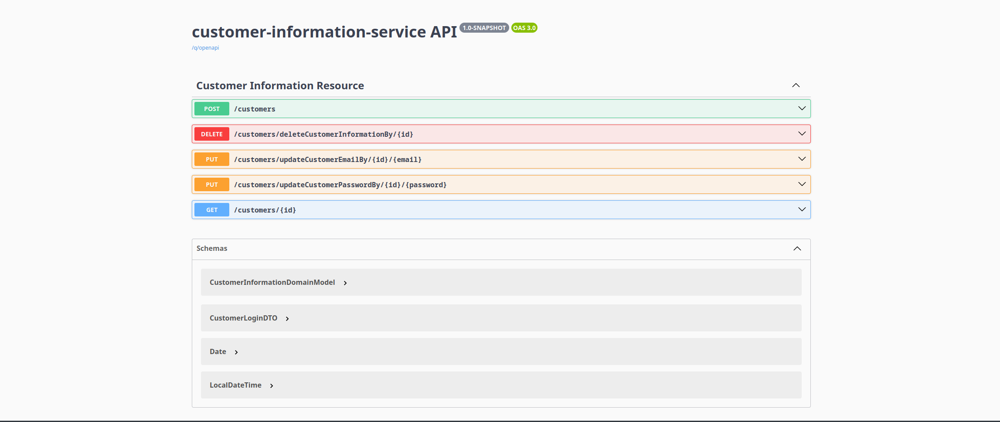 customer-information-service API 1.0-SNAPSHOT OAS 3.0
/q/openapi
Customer Information Resource
POST /customers
DELETE /customers/deleteCustomerInformationBy/{id}
PUT /customers/updateCustomerEmailBy/{id}/{email}
PUT /customers/updateCustomerPasswordBy/{id}/{password}
GET /customers/{id}
Schemas
CustomerInformationDomainModel
CustomerLoginDTO
Date
LocalDateTime